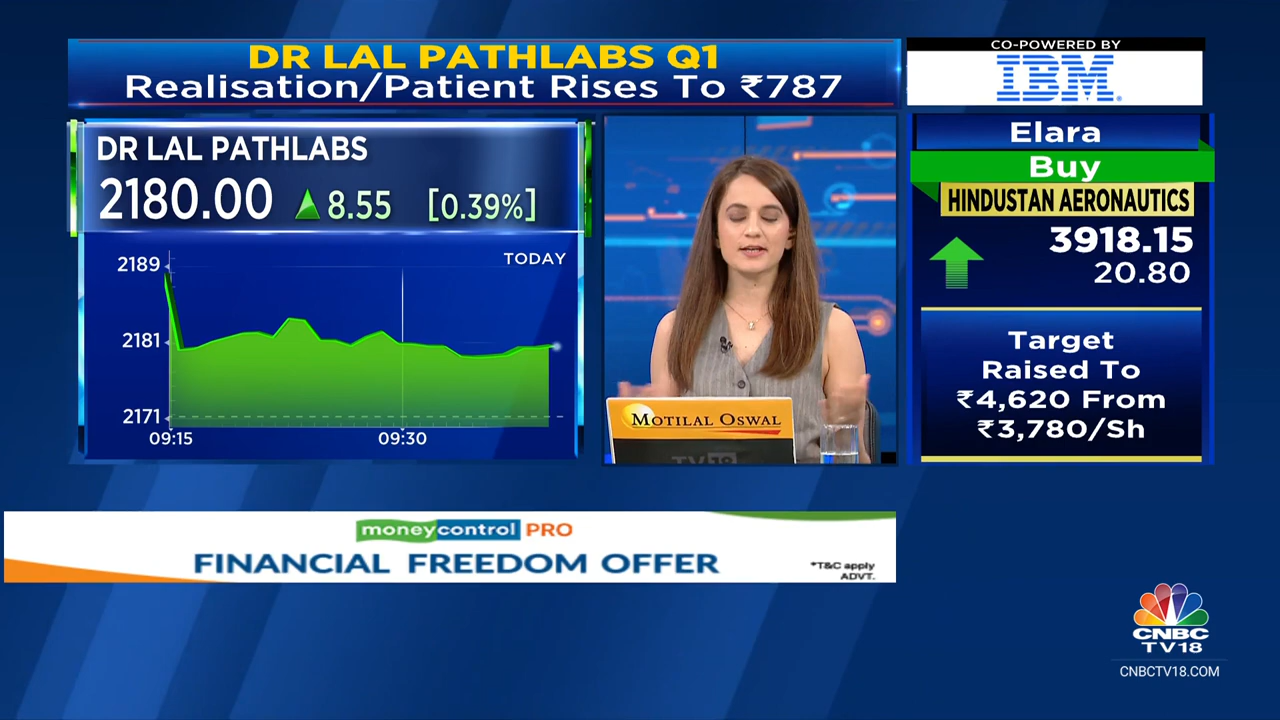 DR LAL PATHLABS Q1
Realisation/Patient Rises To ₹787
CO-POWERED BY
IBM
DR LAL PATHLABS
2180.00 8.55 [0.39%]
TODAY
2189
2181
2171
09:15 09:30
MOTILAL OSWAL
TV18
Elara
Buy
HINDUSTAN AERONAUTICS
3918.15
20.80
Target
Raised To
₹4,620 From
₹3,780/Sh
moneycontrol PRO
FINANCIAL FREEDOM OFFER
*T&C apply
ADVT.
CNBC
TV18
CNBCTV18.COM